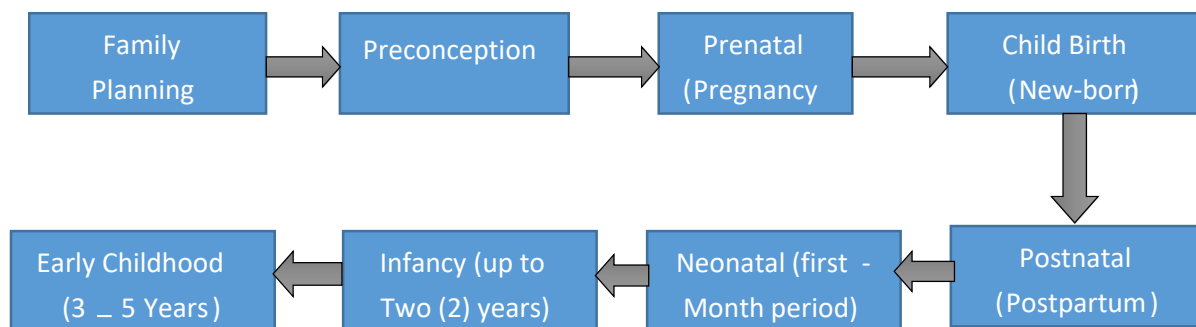 Family
Planning
Preconception
Prenatal
(Pregnancy
Child Birth
(New-born)
Postnatal
(Postpartum)
Neonatal (first -
Month period)
Infancy (up to
Two (2) years)
Early Childhood
(3 _ 5 Years)